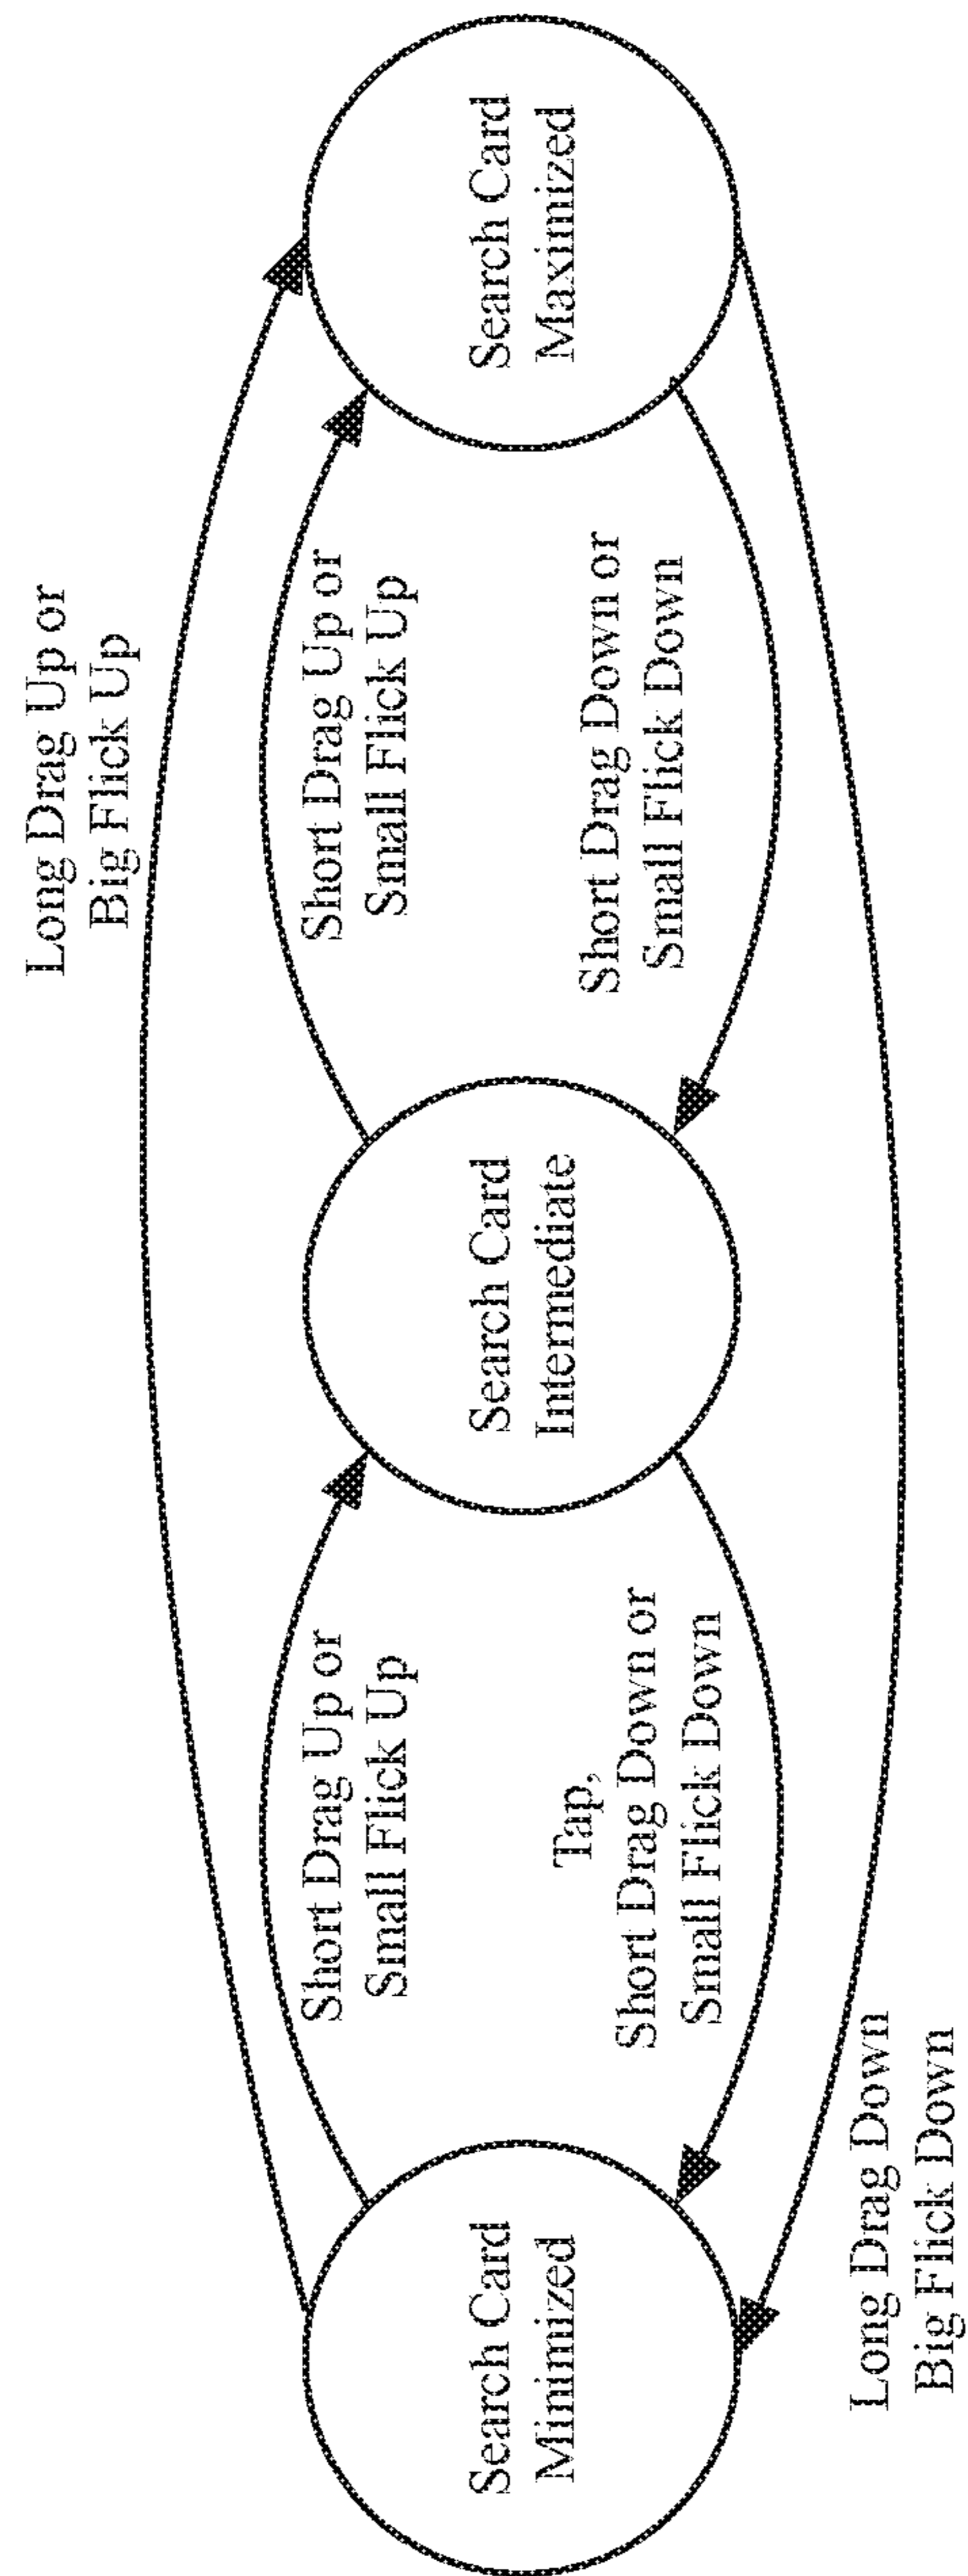 Long Drag Up or
Big Flick Up
Short Drag Up or
Small Flick Up
Short Drag Up or
Small Flick Up
Search Card
Minimized
Search Card
Intermediate
Search Card
Maximized
Tap,
Short Drag Down or
Small Flick Down
Short Drag Down or
Small Flick Down
Long Drag Down
Big Flick Down